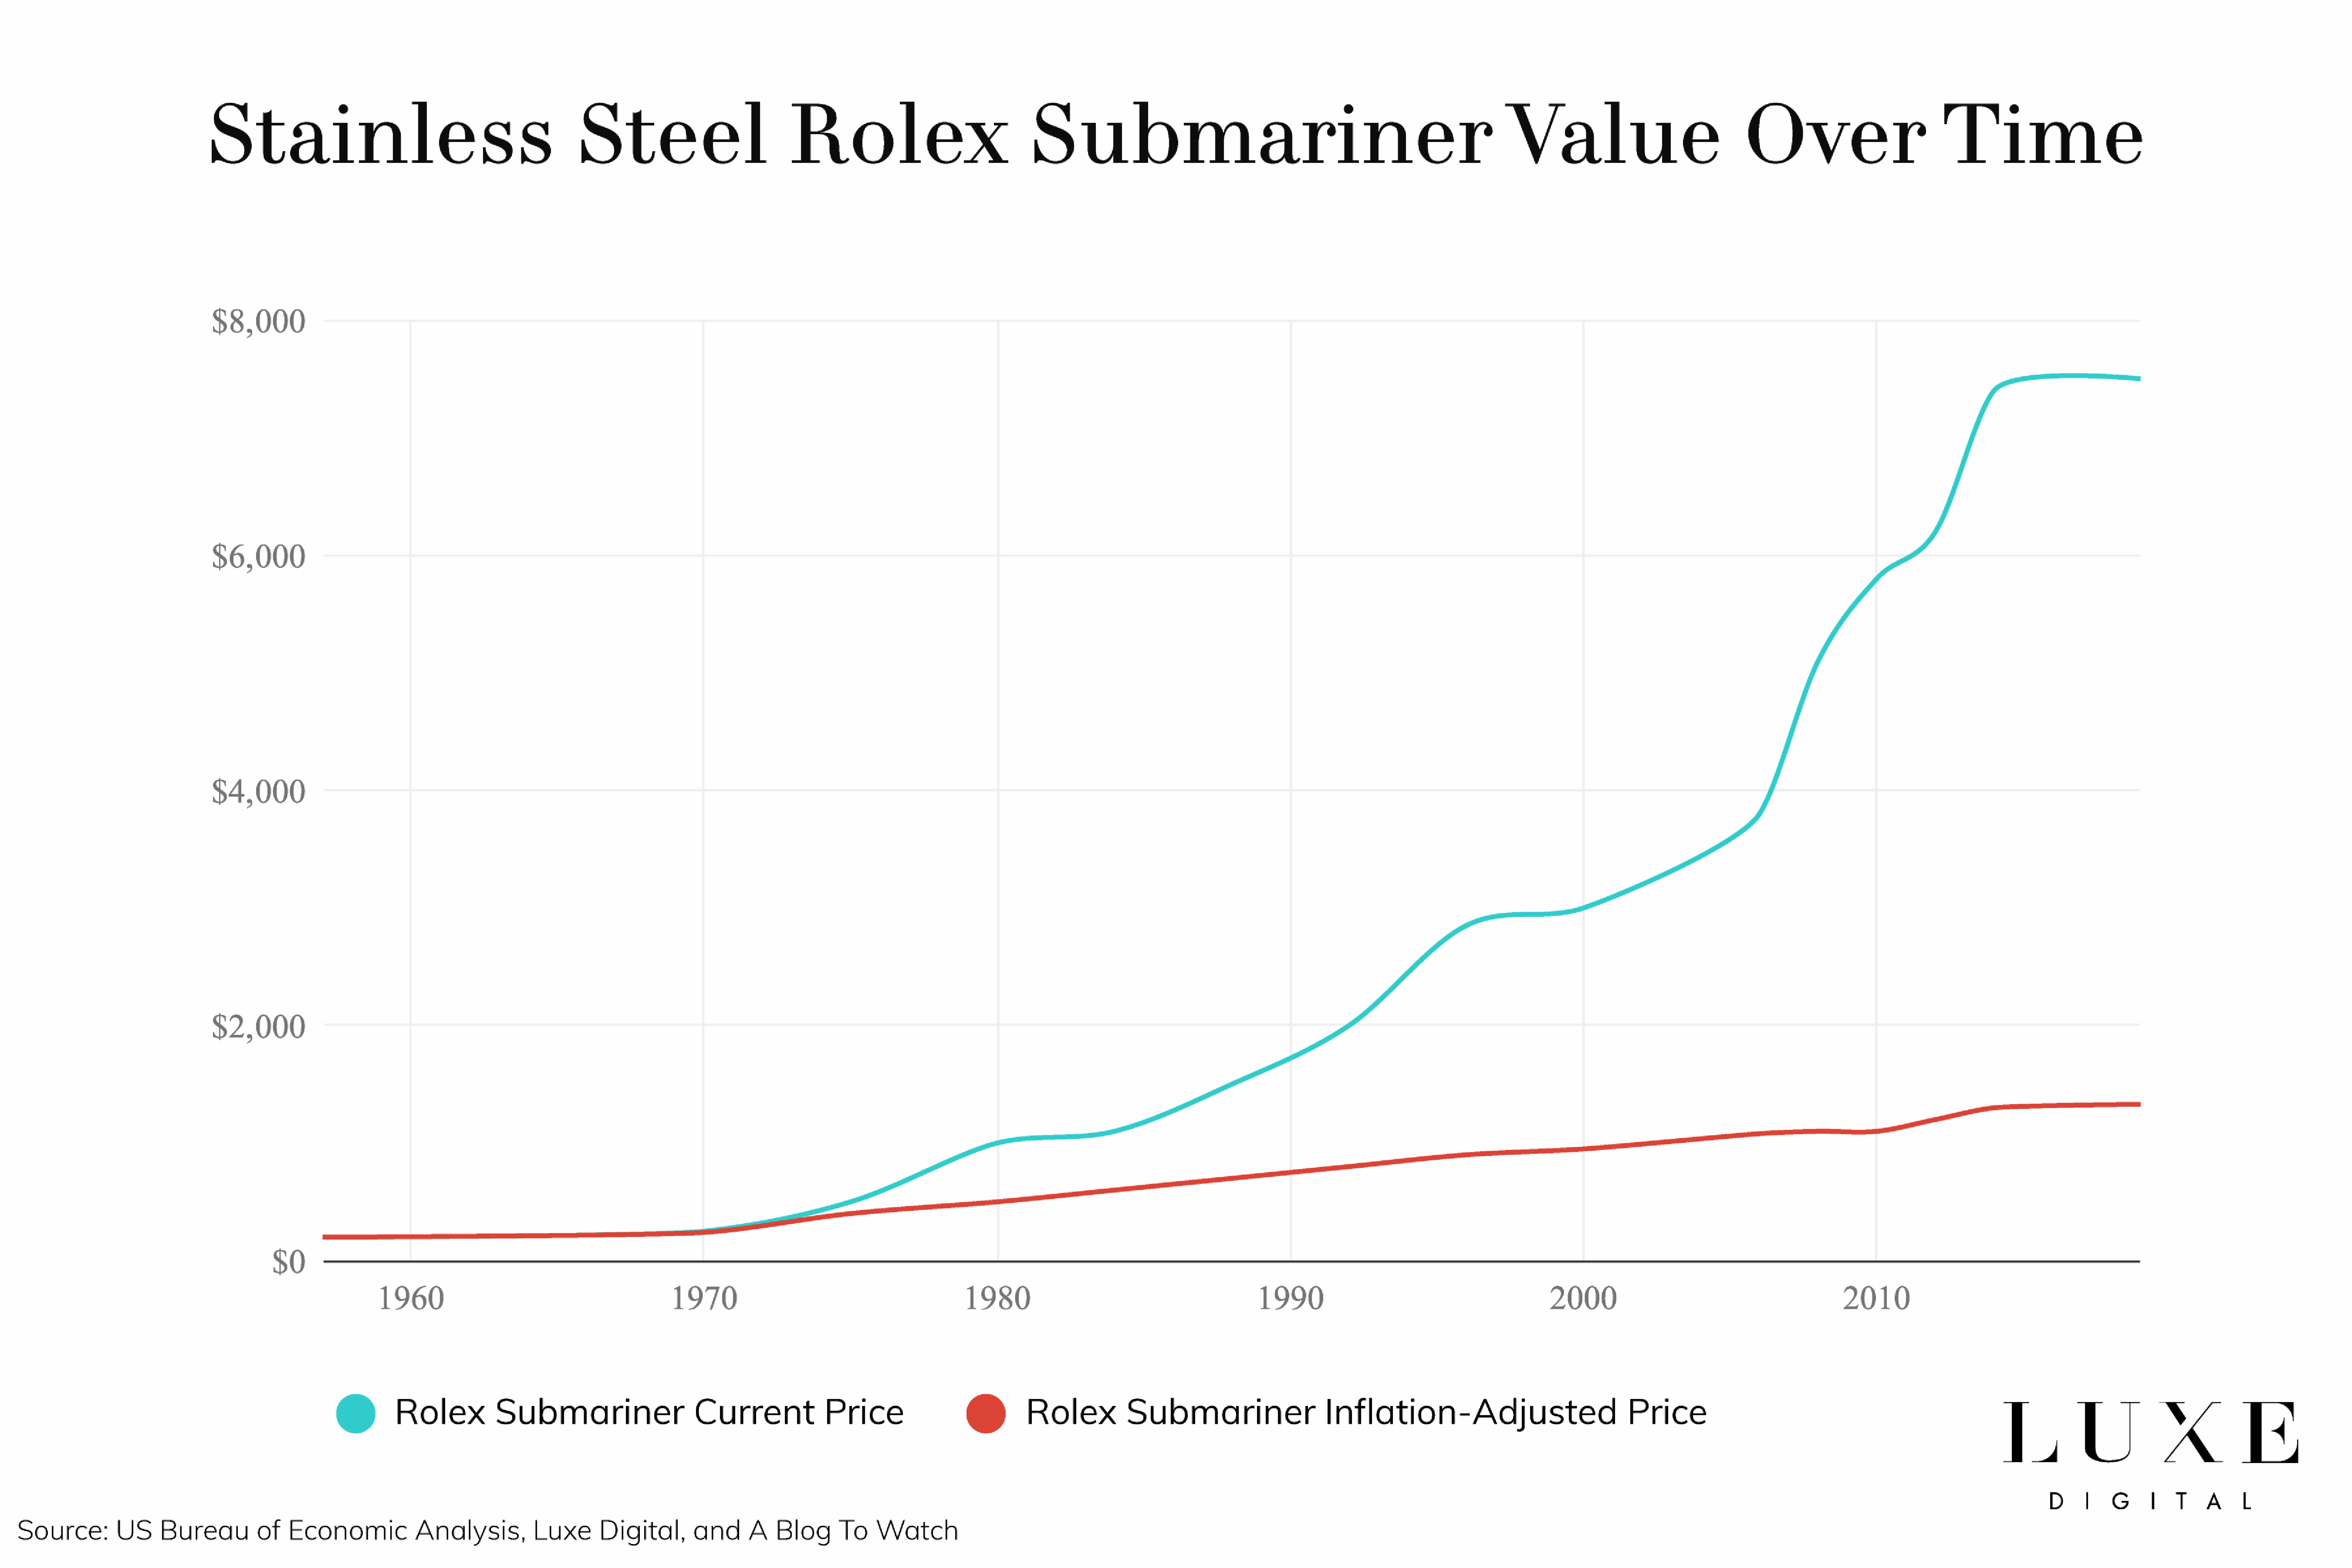 Stainless Steel Rolex Submariner Value Over Time
$8,000
$6,000
$4,000
$2,000
$0
1960 1970 1980 1990 2000 2010
Rolex Submariner Current Price Rolex Submariner Inflation-Adjusted Price
LUXE
DIGITAL
Source: US Bureau of Economic Analysis, Luxe Digital, and A Blog To Watch